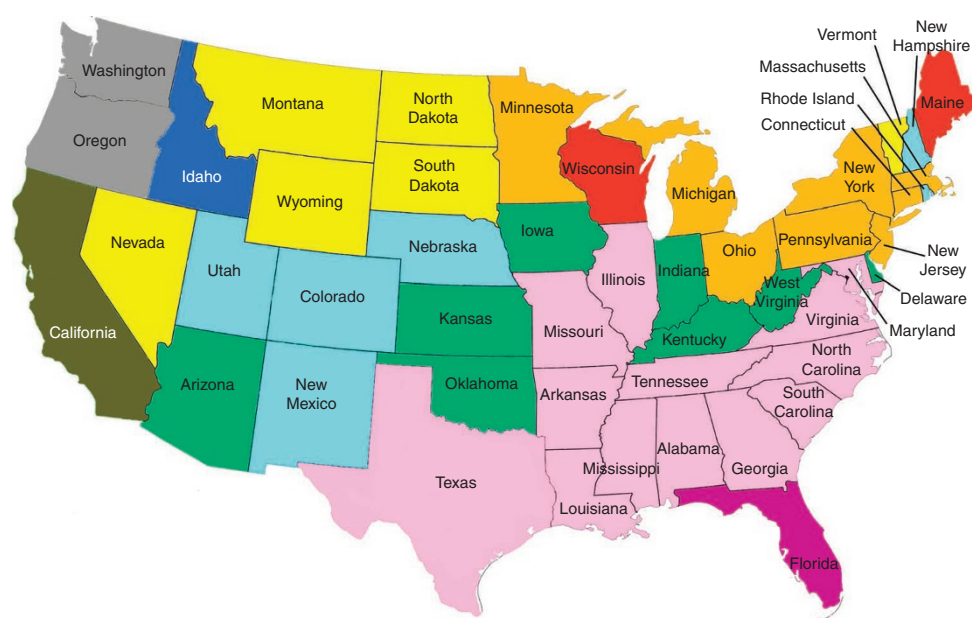 Vermont
New
Hampshire
Massachusetts
Rhode Island
Connecticut
Maine
Washington
Oregon
Idaho
Montana
North
Dakota
Minnesota
South
Dakota
Wyoming
Wisconsin
Michigan
New
York
Nevada
Utah
Colorado
Nebraska
Iowa
Illinois
Indiana
Ohio
Pennsylvania
New
Jersey
Delaware
Maryland
West
Virginia
Virginia
California
Kansas
Missouri
Kentucky
Arizona
New
Mexico
Oklahoma
Arkansas
Tennessee
North
Carolina
South
Carolina
Texas
Louisiana
Mississippi
Alabama
Georgia
Florida